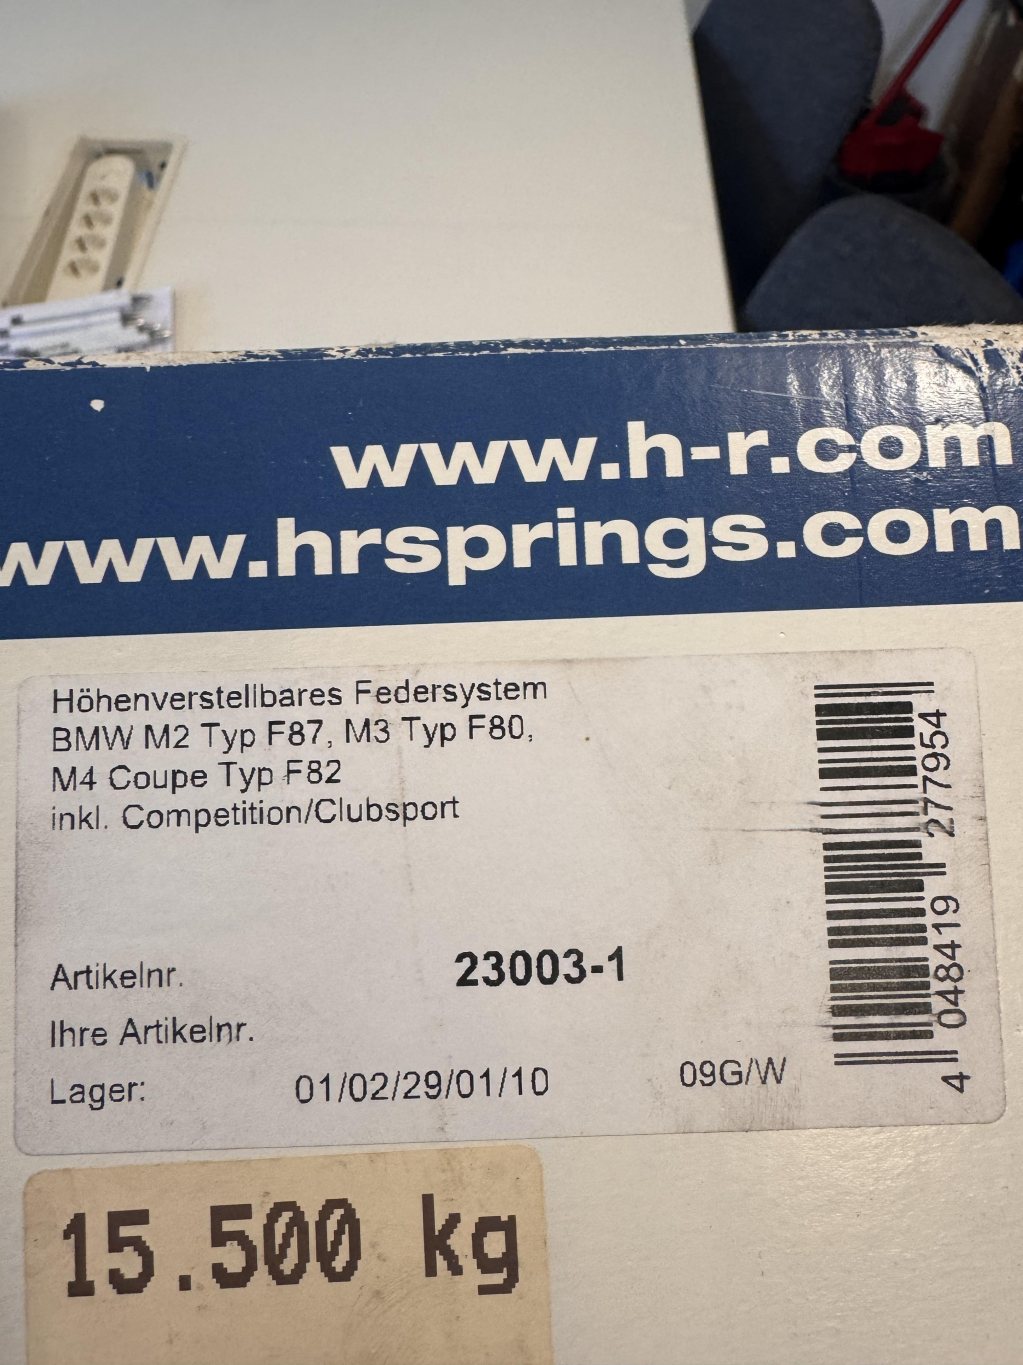 www.h-r.com
www.hrsprings.com
Höhenverstellbares Federsystem
BMW M2 Typ F87, M3 Typ F80,
M4 Coupe Typ F82
inkl. Competition/Clubsport
Artikelnr. 23003-1
Ihre Artikelnr.
Lager: 01/02/29/01/10 09G/W
4 048419 277954
15.500 kg